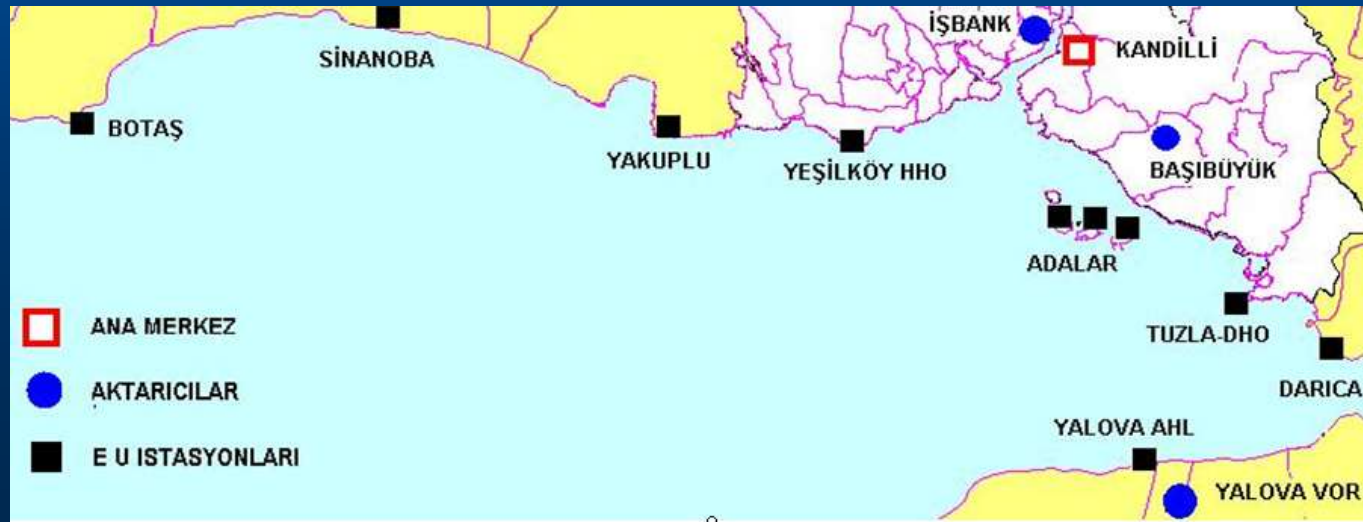 İŞBANK
KANDİLLİ
SİNANOBA
BOTAŞ
YAKUPLU
YEŞİLKÖY HHO
BAŞIBÜYÜK
ADALAR
ANA MERKEZ
TUZLA-DHO
AKTARICILAR
DARICA
YALOVA AHL
E U ISTASYONLARI
YALOVA VOR